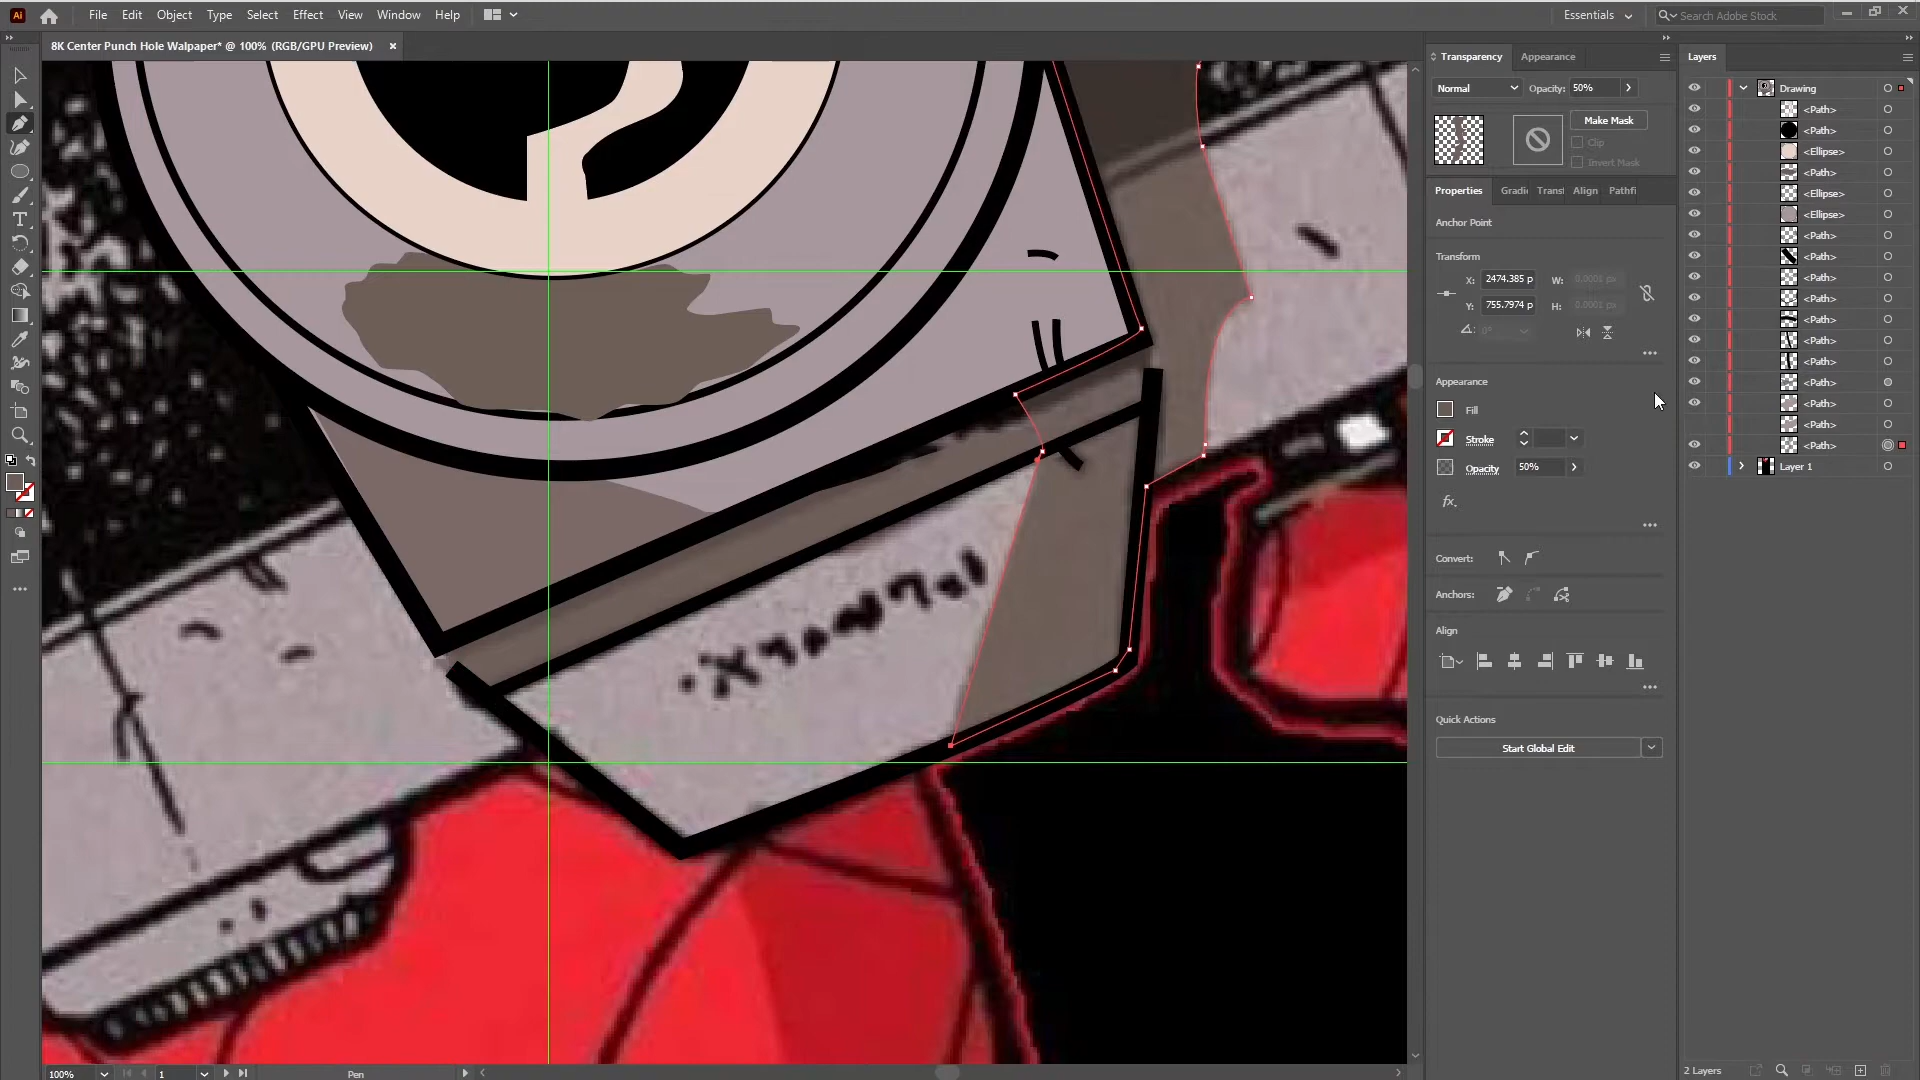 Ai
File Edit Object Type Select Effect View Window Help
Essentials
Search Adobe Stock
8K Center Punch Hole Walpaper* @ 100% (RGB/GPU Preview) ×
Transparency Appearance
Normal Opacity: 50%
Make Mask
Clip
Invert Mask
Properties Gradi Transf Align Pathfi
Anchor Point
Transform
X: 2474.385 p W: 0.0001 px
Y: 755.7974 p H: 0.0001 px
0°
Appearance
Fill
Stroke
Opacity 50%
fx.
Convert:
Anchors:
Align
Quick Actions
Start Global Edit
Layers
Drawing
<Path>
<Path>
<Ellipse>
<Path>
<Ellipse>
<Ellipse>
<Path>
<Path>
<Path>
<Path>
<Path>
<Path>
<Path>
<Path>
<Path>
<Path>
<Path>
Layer 1
2 Layers
100% 1 Pen